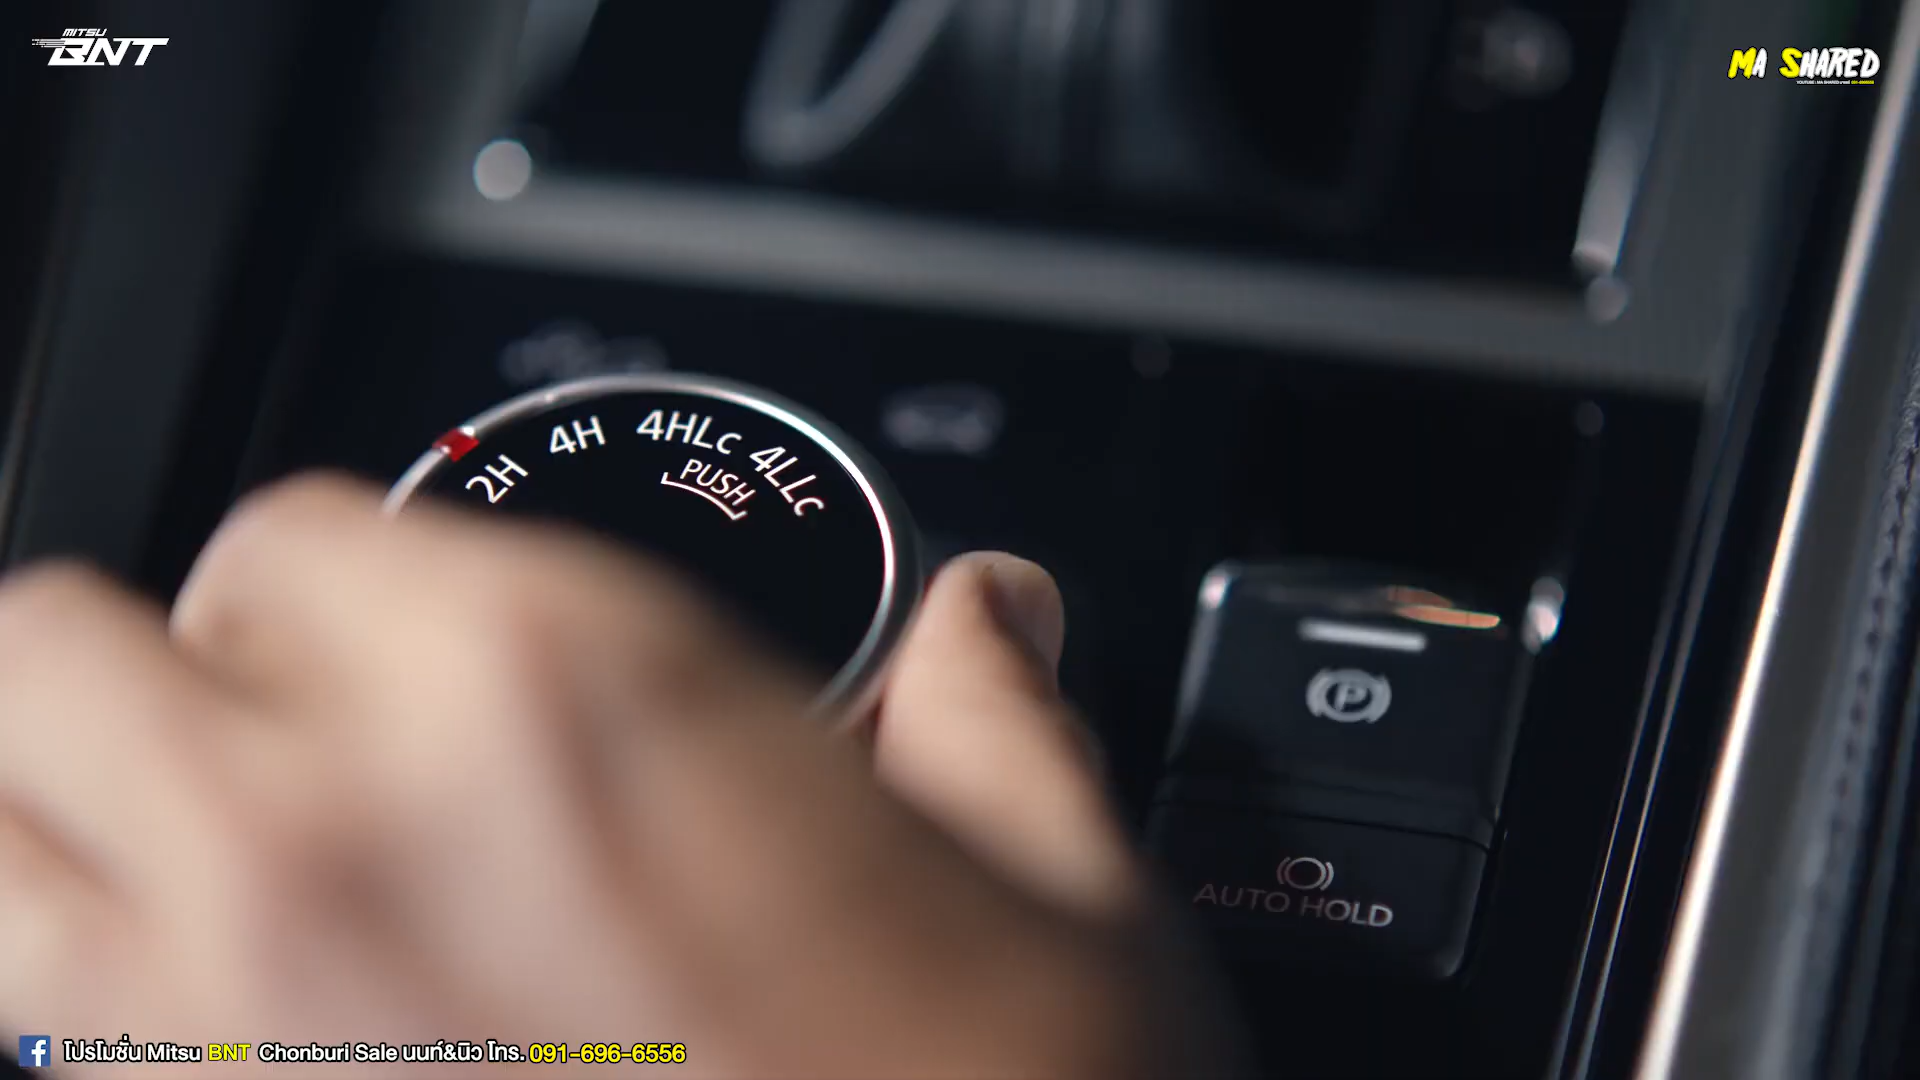 MITSU
BNT
MA SHARED
2H 4H 4HLc 4LLc
PUSH
P
AUTO HOLD
โปรโมชั่น Mitsu BNT Chonburi Sale นนท์&นิว โทร. 091-696-6556